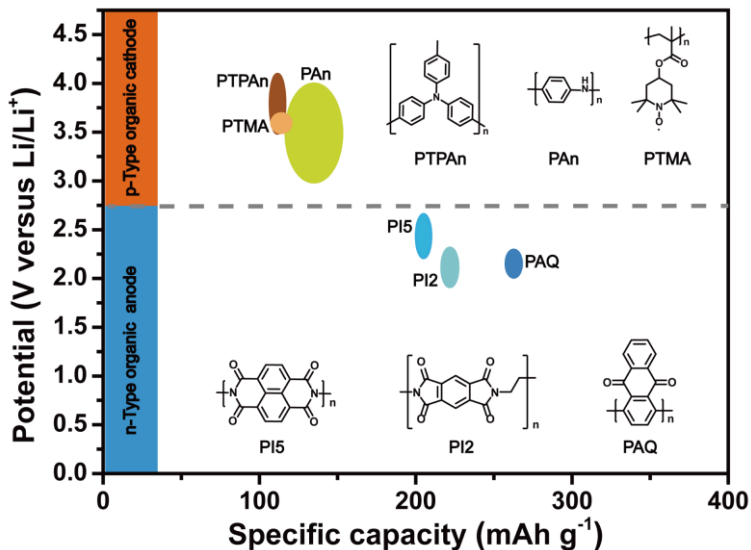 Potential (V versus Li/Li⁺)
p-Type organic cathode
n-Type organic anode
4.5
4.0
3.5
3.0
2.5
2.0
1.5
1.0
0.5
0.0
PTPAn
PAn
PTMA
n
PTPAn
N
H
N
n
PAn
n
O
O
N
O
·
PTMA
PI5
PI2
PAQ
O
O
N
N
n
O
O
PI5
O
O
N
N
n
O
O
PI2
O
O
n
PAQ
0
100
200
300
400
Specific capacity (mAh g⁻¹)